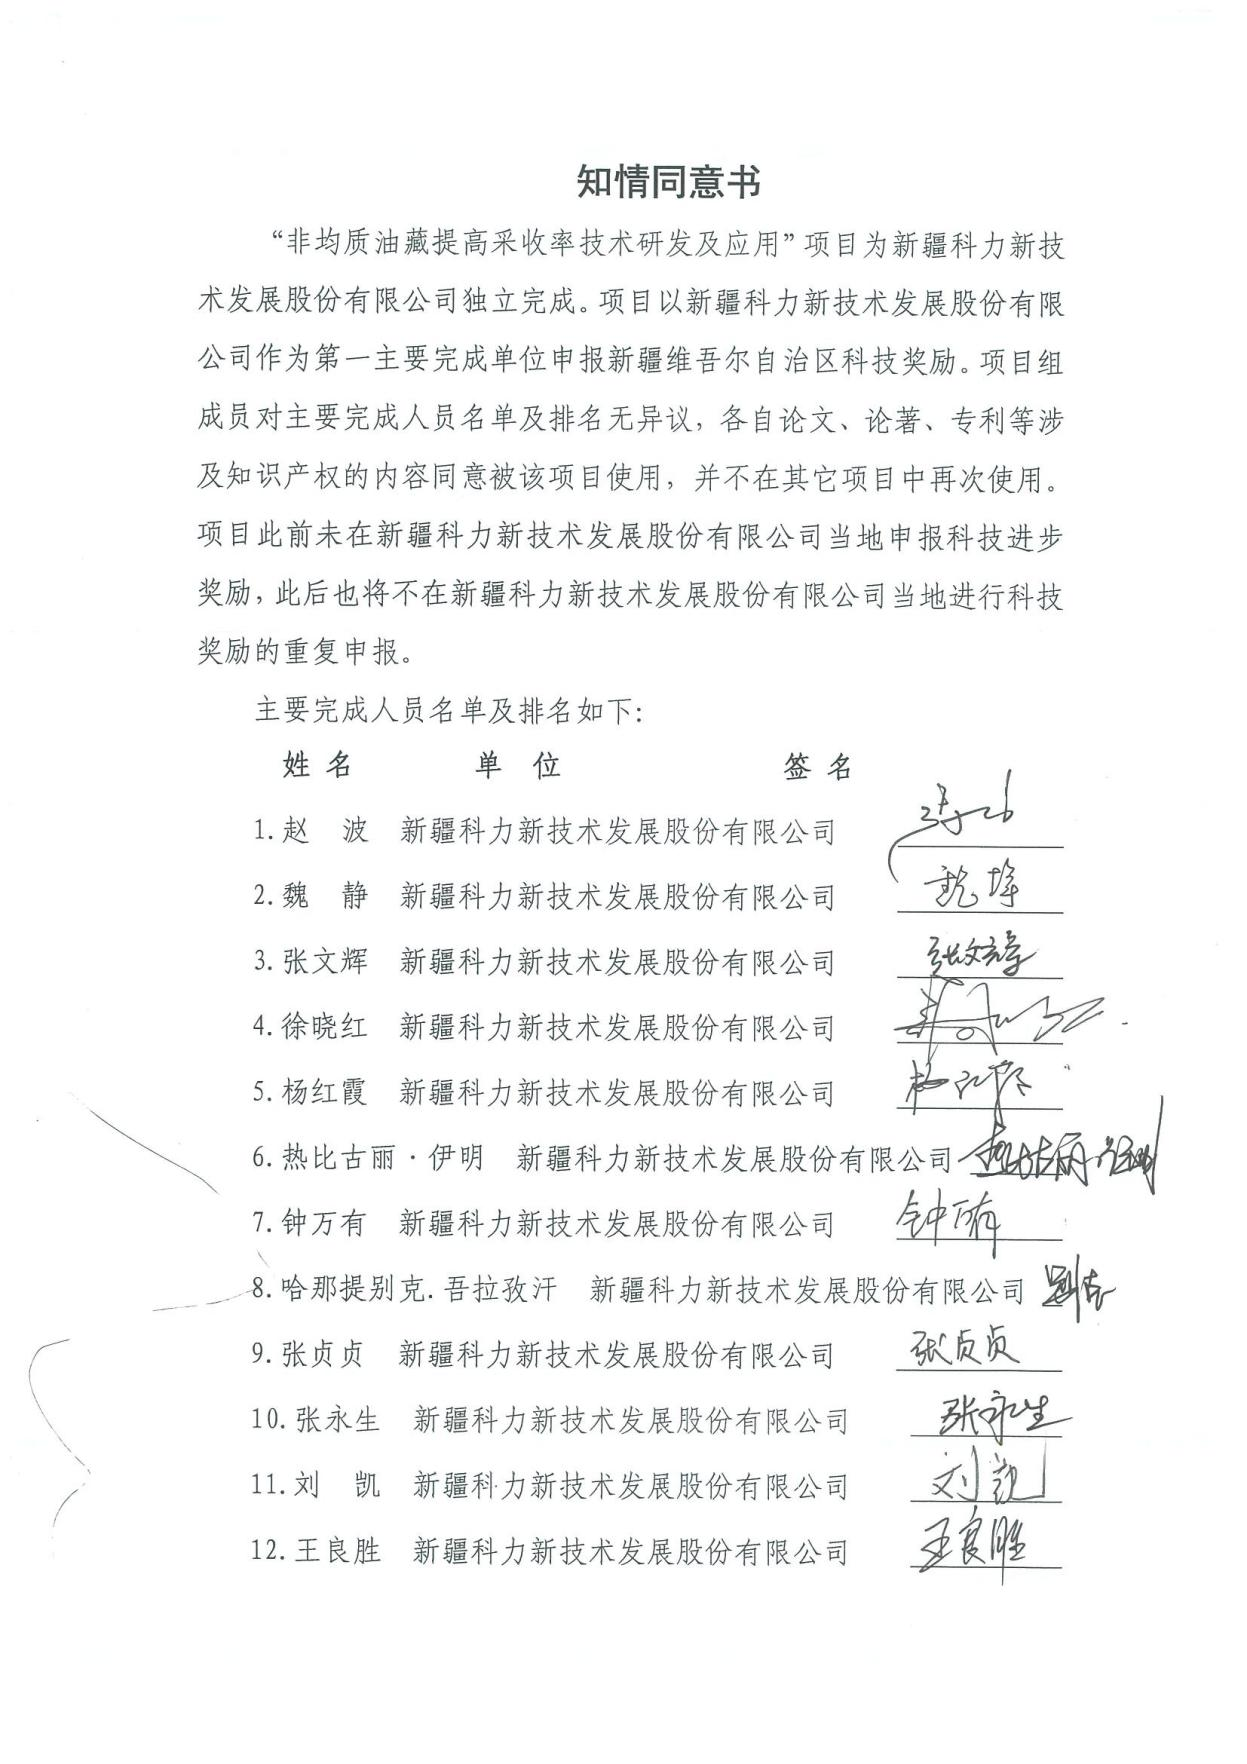 知情同意书
“非均质油藏提高采收率技术研发及应用”项目为新疆科力新技
术发展股份有限公司独立完成。项目以新疆科力新技术发展股份有限
公司作为第一主要完成单位申报新疆维吾尔自治区科技奖励。项目组
成员对主要完成人员名单及排名无异议，各自论文、论著、专利等涉
及知识产权的内容同意被该项目使用，并不在其它项目中再次使用。
项目此前未在新疆科力新技术发展股份有限公司当地申报科技进步
奖励，此后也将不在新疆科力新技术发展股份有限公司当地进行科技
奖励的重复申报。
主要完成人员名单及排名如下：
姓 名 单 位 签 名
1.赵 波 新疆科力新技术发展股份有限公司
2.魏 静 新疆科力新技术发展股份有限公司 魏静
3.张文辉 新疆科力新技术发展股份有限公司 张文辉
4.徐晓红 新疆科力新技术发展股份有限公司
5.杨红霞 新疆科力新技术发展股份有限公司 杨红霞
6.热比古丽·伊明 新疆科力新技术发展股份有限公司 热比古丽
7.钟万有 新疆科力新技术发展股份有限公司 钟万有
8.哈那提别克.吾拉孜汗 新疆科力新技术发展股份有限公司 别克
9.张贞贞 新疆科力新技术发展股份有限公司 张贞贞
10.张永生 新疆科力新技术发展股份有限公司 张永生
11.刘 凯 新疆科力新技术发展股份有限公司 刘凯
12.王良胜 新疆科力新技术发展股份有限公司 王良胜